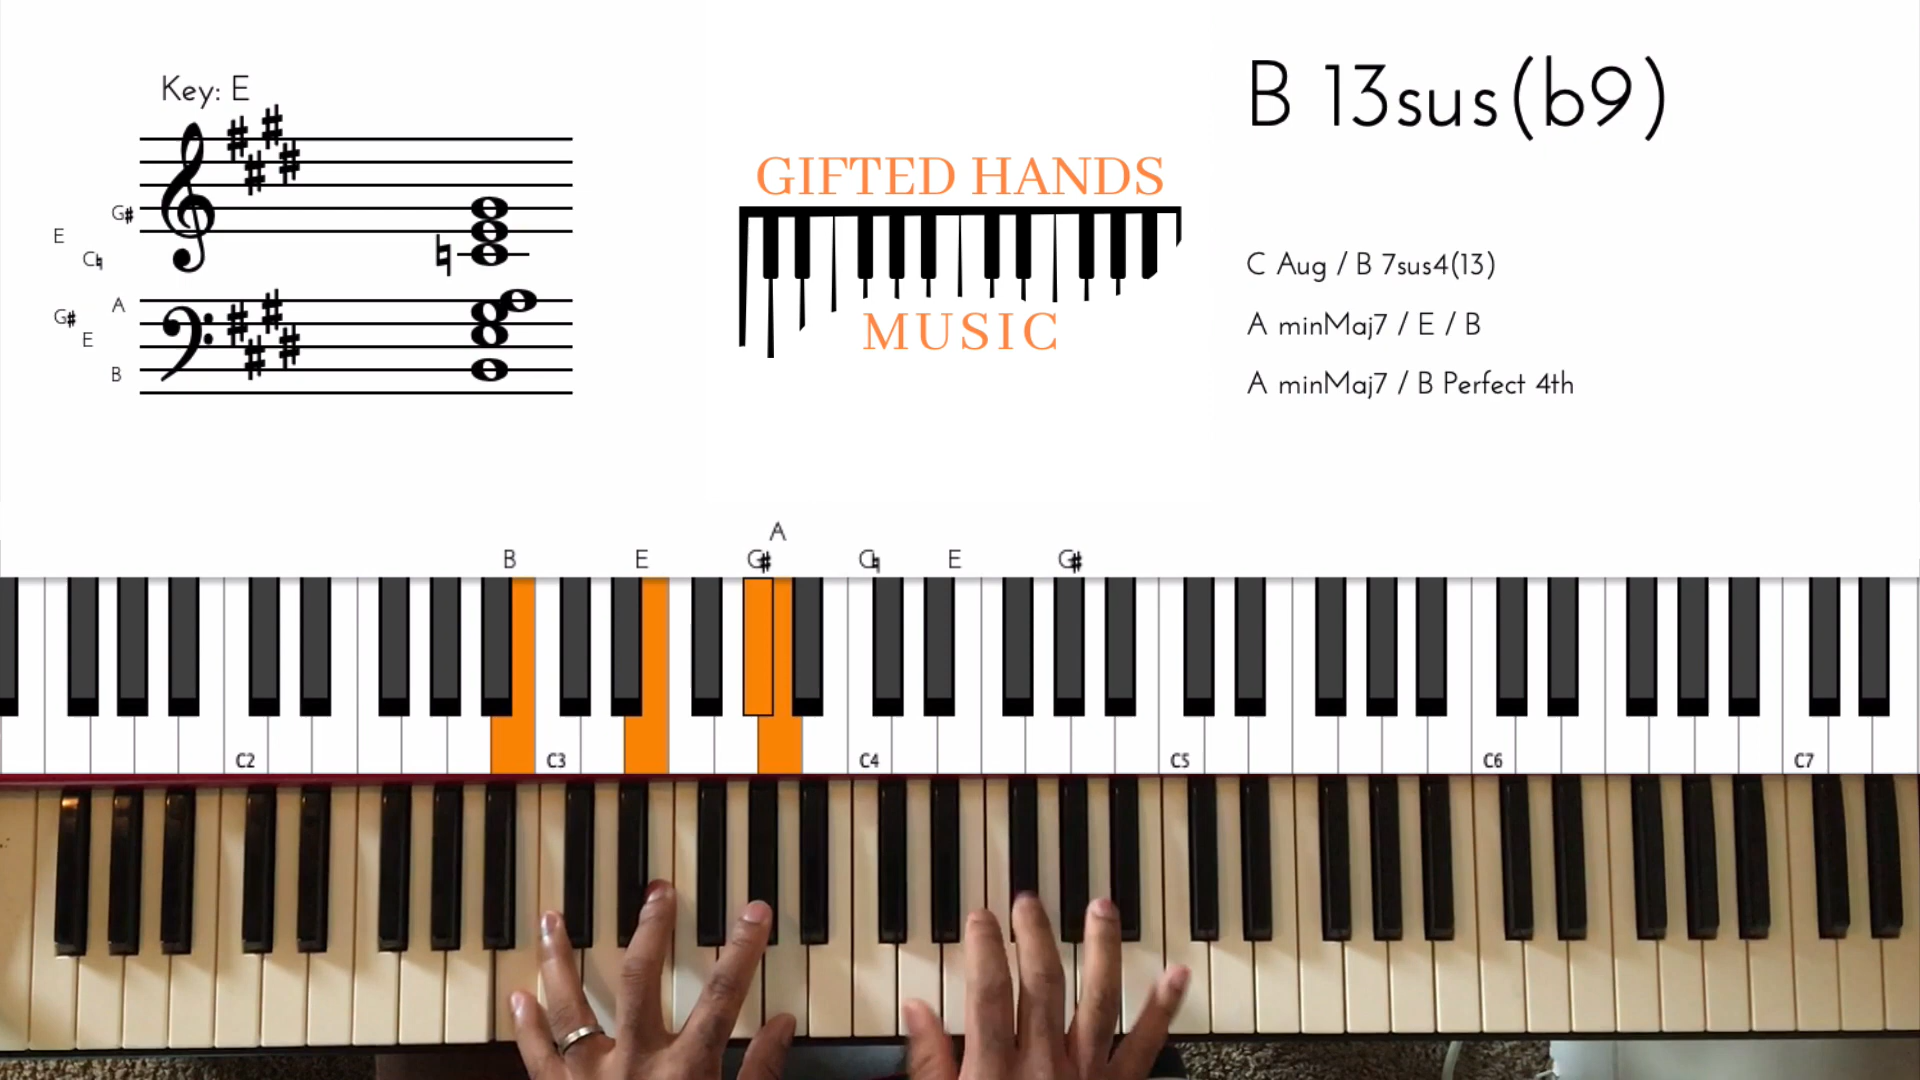 Key: E
B 13sus(b9)
GIFTED HANDS
MUSIC
G#
E
C♮
A
G#
E
B
C Aug / B 7sus4(13)
A minMaj7 / E / B
A minMaj7 / B Perfect 4th
A
B E G# C♮ E G#
C2 C3 C4 C5 C6 C7